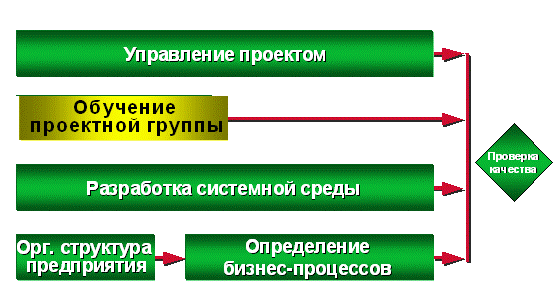 Управление проектом
Обучение
проектной группы
Проверка
качества
Разработка системной среды
Орг. структура
предприятия
Определение
бизнес-процессов